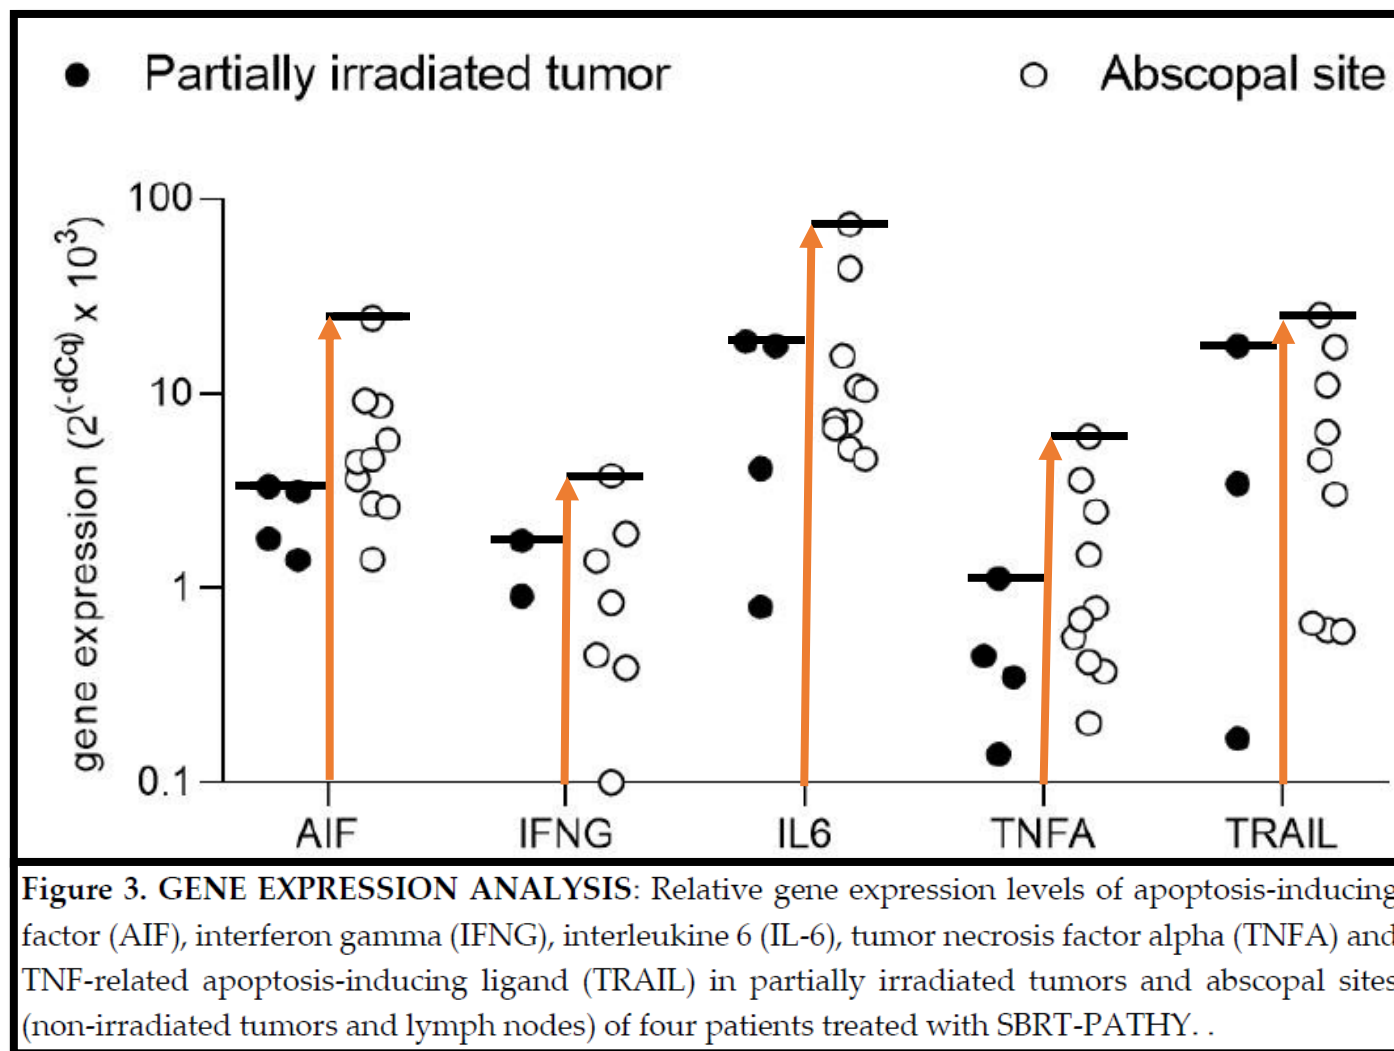 Partially irradiated tumor
Abscopal site
gene expression (2^(-dCq) x 10^3)
100
10
1
0.1
AIF
IFNG
IL6
TNFA
TRAIL
Figure 3. GENE EXPRESSION ANALYSIS: Relative gene expression levels of apoptosis-inducing
factor (AIF), interferon gamma (IFNG), interleukine 6 (IL-6), tumor necrosis factor alpha (TNFA) and
TNF-related apoptosis-inducing ligand (TRAIL) in partially irradiated tumors and abscopal sites
(non-irradiated tumors and lymph nodes) of four patients treated with SBRT-PATHY. .